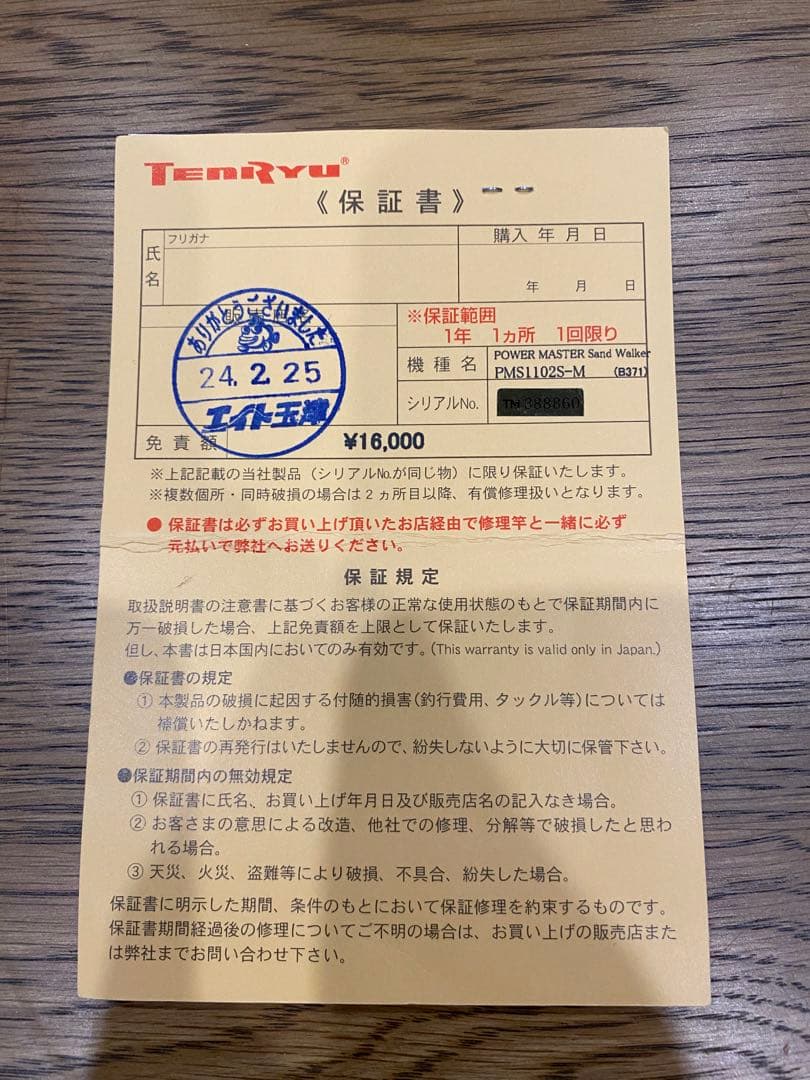 TENRYU®
《保証書》
フリガナ
氏名
購入 年 月 日
年 月 日
ありがとうございました
24.2.25
エイト玉津
※保証範囲
1年 1ヵ所 1回限り
機種名
POWER MASTER Sand Walker
PMS1102S-M (B371)
シリアルNo.
TM 388860
免責額
¥16,000
※上記記載の当社製品（シリアル№が同じ物）に限り保証いたします。
※複数個所・同時破損の場合は2ヵ所目以降、有償修理扱いとなります。
● 保証書は必ずお買い上げ頂いたお店経由で修理竿と一緒に必ず
元払いで弊社へお送りください。
保証規定
取扱説明書の注意書に基づくお客様の正常な使用状態のもとで保証期間内に
万一破損した場合、上記免責額を上限として保証いたします。
但し、本書は日本国内においてのみ有効です。(This warranty is valid only in Japan.)
●保証書の規定
① 本製品の破損に起因する付随的損害(釣行費用、タックル等)については
補償いたしかねます。
② 保証書の再発行はいたしませんので、紛失しないように大切に保管下さい。
●保証期間内の無効規定
① 保証書に氏名、お買い上げ年月日及び販売店名の記入なき場合。
② お客さまの意思による改造、他社での修理、分解等で破損したと思わ
れる場合。
③ 天災、火災、盗難等により破損、不具合、紛失した場合。
保証書に明示した期間、条件のもとにおいて保証修理を約束するものです。
保証書期間経過後の修理についてご不明の場合は、お買い上げの販売店また
は弊社までお問い合わせ下さい。